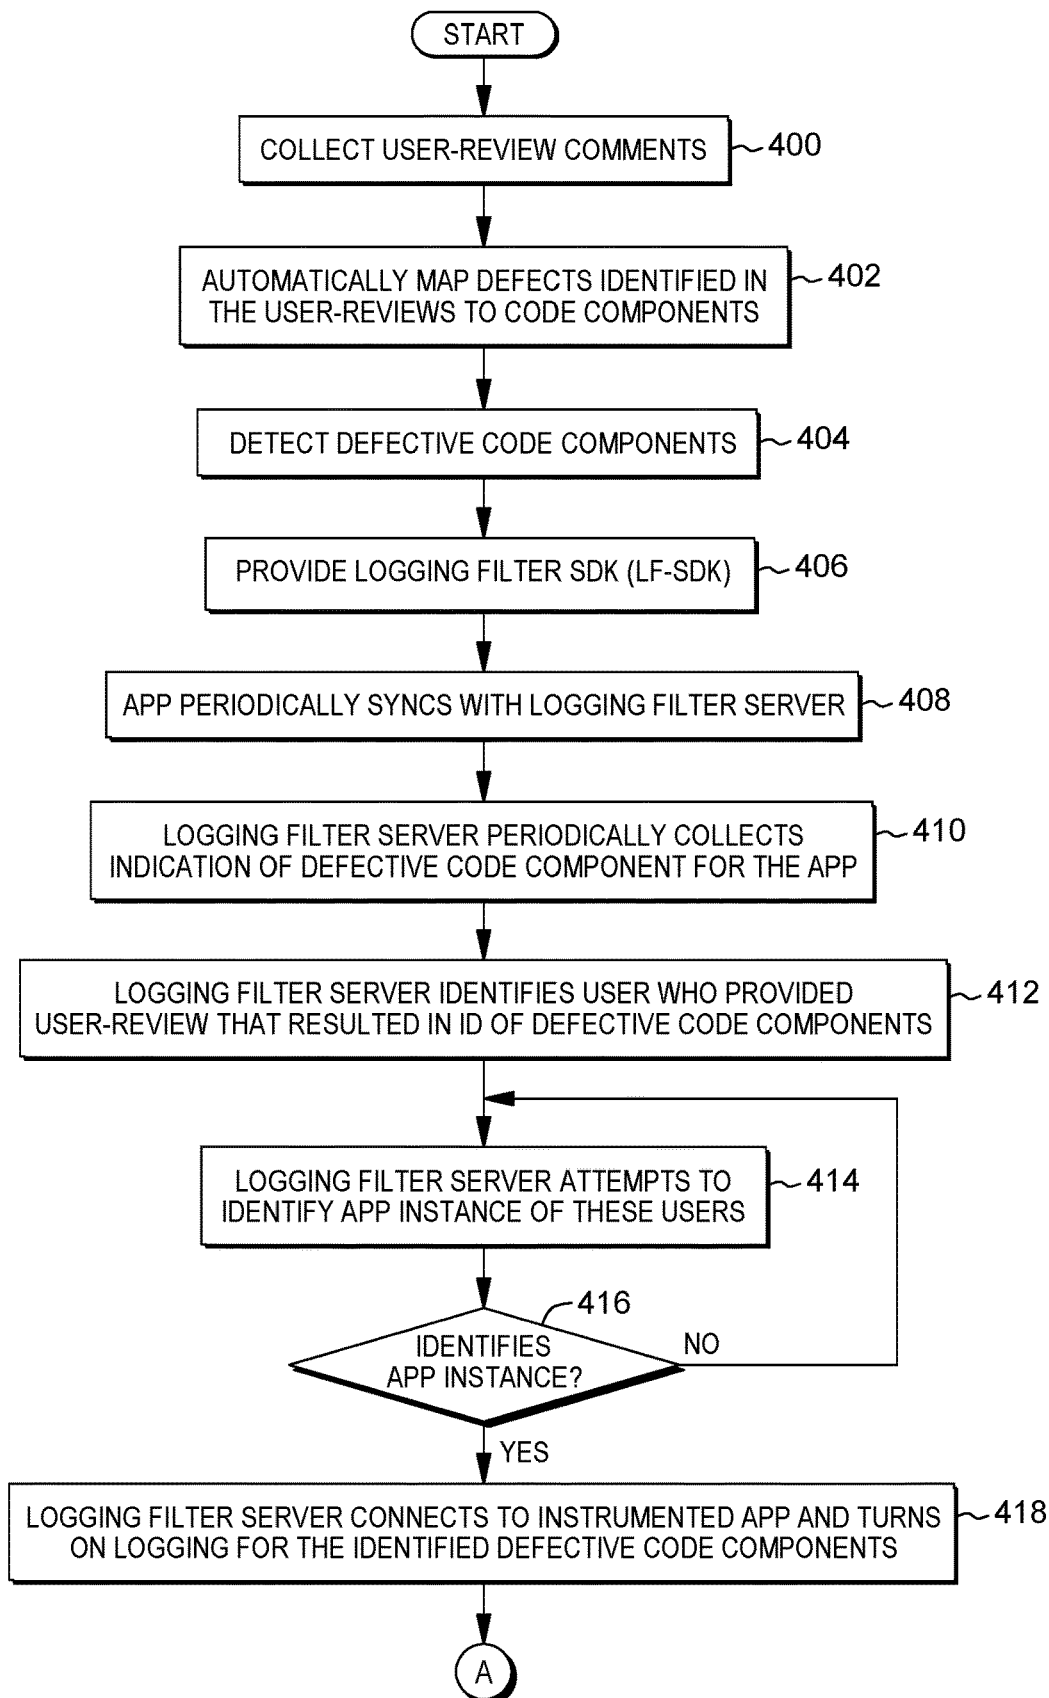 START
COLLECT USER-REVIEW COMMENTS
400
AUTOMATICALLY MAP DEFECTS IDENTIFIED IN
THE USER-REVIEWS TO CODE COMPONENTS
402
DETECT DEFECTIVE CODE COMPONENTS
404
PROVIDE LOGGING FILTER SDK (LF-SDK)
406
APP PERIODICALLY SYNCS WITH LOGGING FILTER SERVER
408
LOGGING FILTER SERVER PERIODICALLY COLLECTS
INDICATION OF DEFECTIVE CODE COMPONENT FOR THE APP
410
LOGGING FILTER SERVER IDENTIFIES USER WHO PROVIDED
USER-REVIEW THAT RESULTED IN ID OF DEFECTIVE CODE COMPONENTS
412
LOGGING FILTER SERVER ATTEMPTS TO
IDENTIFY APP INSTANCE OF THESE USERS
414
416
IDENTIFIES
APP INSTANCE?
NO
YES
LOGGING FILTER SERVER CONNECTS TO INSTRUMENTED APP AND TURNS
ON LOGGING FOR THE IDENTIFIED DEFECTIVE CODE COMPONENTS
418
A